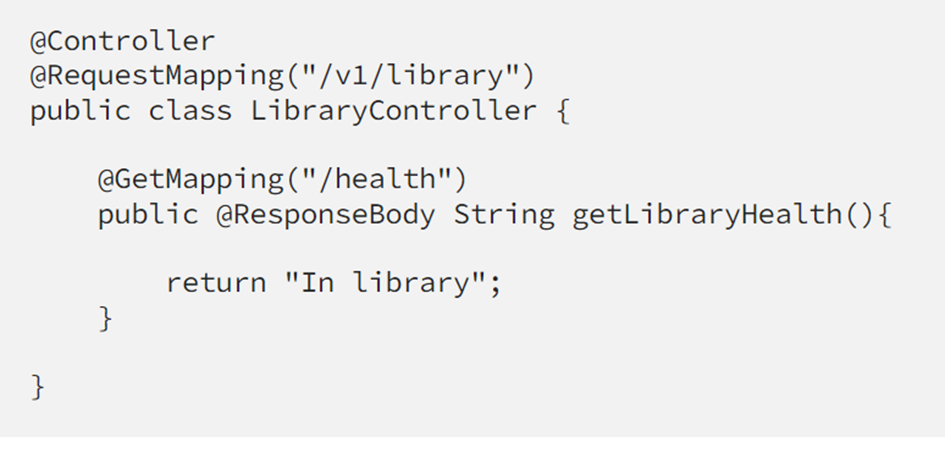 @Controller
@RequestMapping("/v1/library")
public class LibraryController {
@GetMapping("/health")
public @ResponseBody String getLibraryHealth(){
return "In library";
}
}